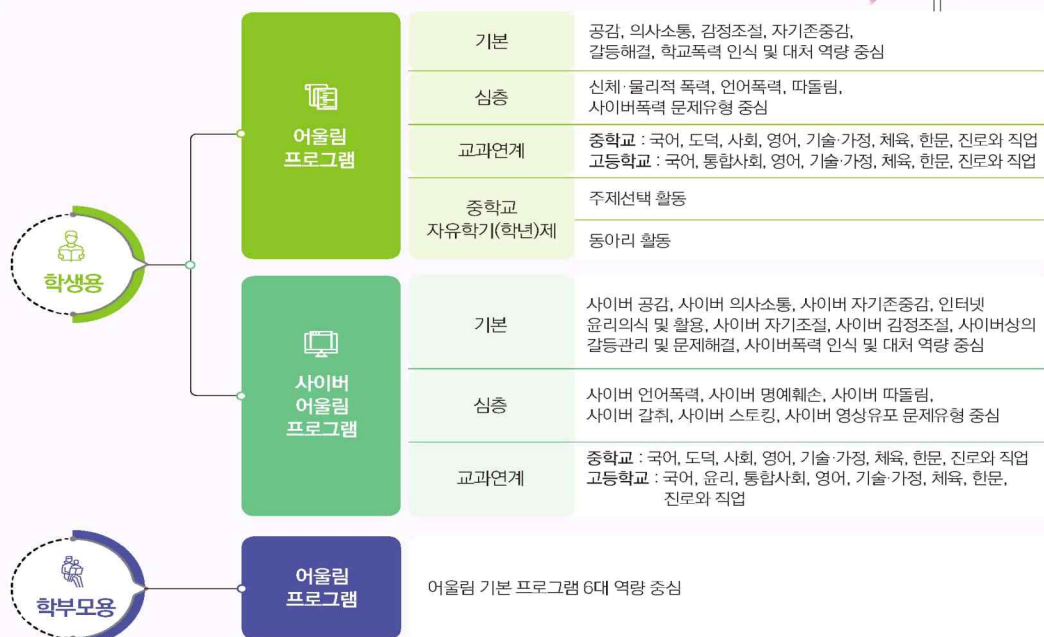 학생용
어울림
프로그램
기본
공감, 의사소통, 감정조절, 자기존중감,
갈등해결, 학교폭력 인식 및 대처 역량 중심
심층
신체·물리적 폭력, 언어폭력, 따돌림,
사이버폭력 문제유형 중심
교과연계
중학교 : 국어, 도덕, 사회, 영어, 기술·가정, 체육, 한문, 진로와 직업
고등학교 : 국어, 통합사회, 영어, 기술·가정, 체육, 한문, 진로와 직업
중학교
자유학기(학년)제
주제선택 활동
동아리 활동
사이버
어울림
프로그램
기본
사이버 공감, 사이버 의사소통, 사이버 자기존중감, 인터넷
윤리의식 및 활용, 사이버 자기조절, 사이버 감정조절, 사이버상의
갈등관리 및 문제해결, 사이버폭력 인식 및 대처 역량 중심
심층
사이버 언어폭력, 사이버 명예훼손, 사이버 따돌림,
사이버 갈취, 사이버 스토킹, 사이버 영상유포 문제유형 중심
교과연계
중학교 : 국어, 도덕, 사회, 영어, 기술·가정, 체육, 한문, 진로와 직업
고등학교 : 국어, 윤리, 통합사회, 영어, 기술·가정, 체육, 한문,
진로와 직업
학부모용
어울림
프로그램
어울림 기본 프로그램 6대 역량 중심